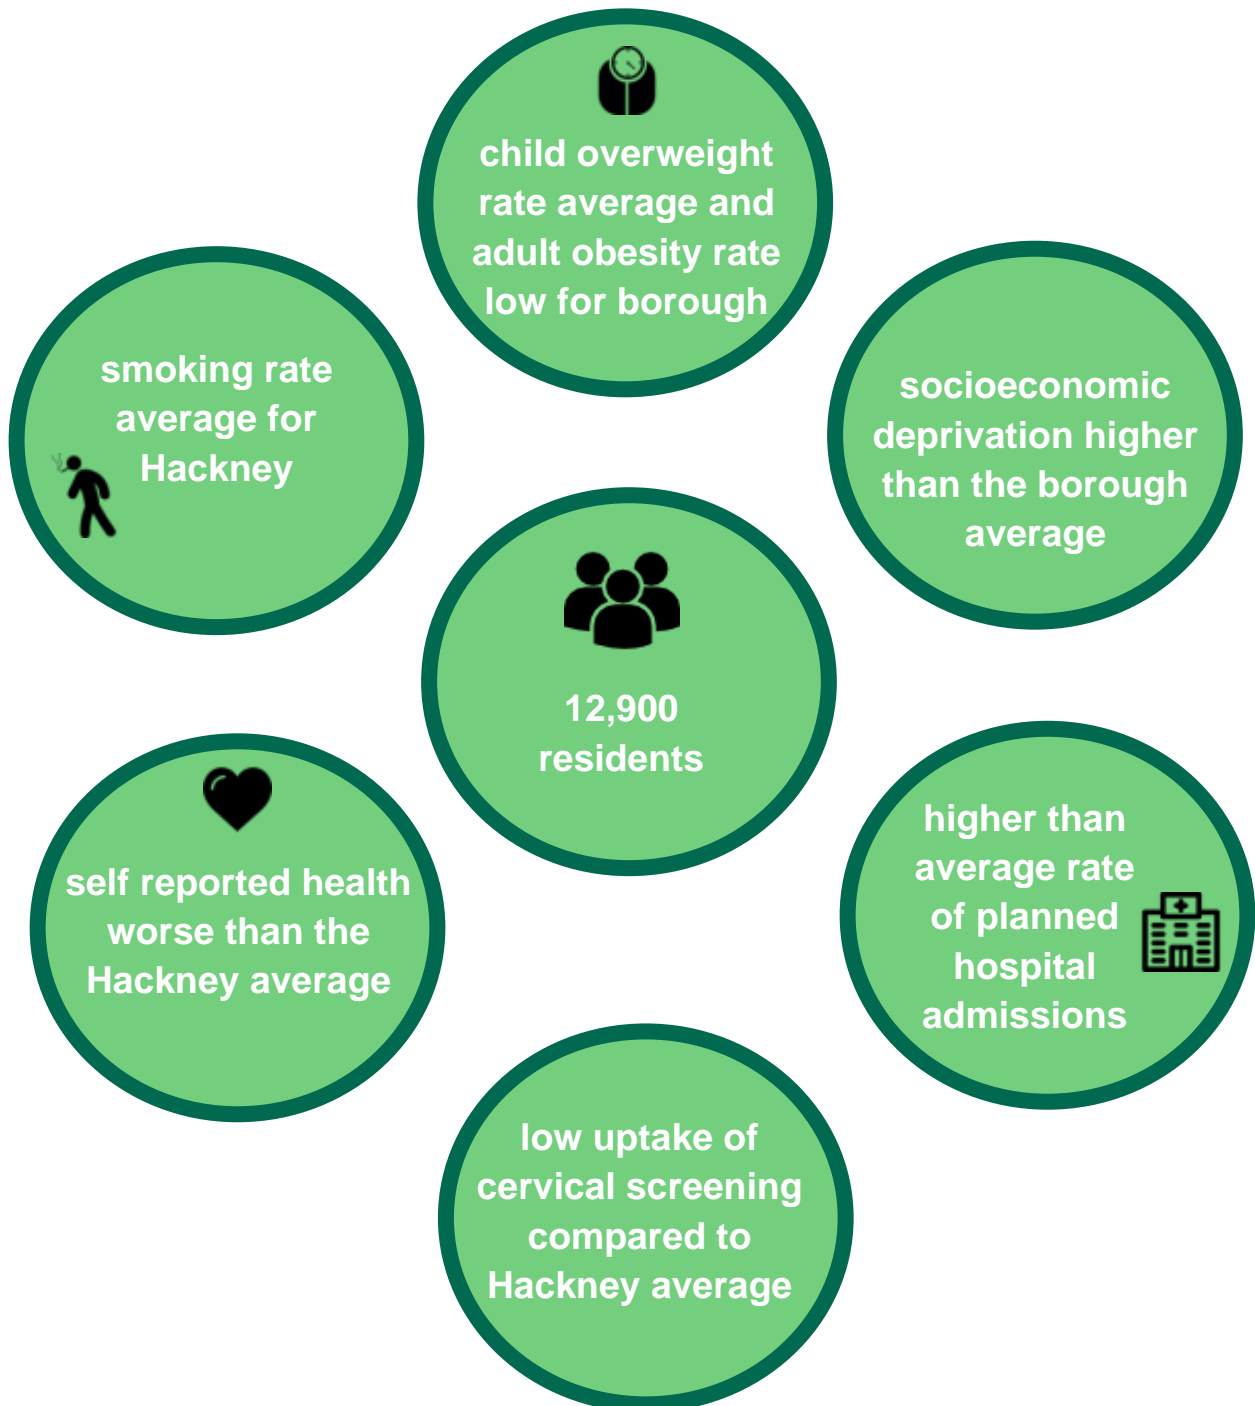 child overweight
rate average and
adult obesity rate
low for borough
smoking rate
average for
Hackney
socioeconomic
deprivation higher
than the borough
average
12,900
residents
self reported health
worse than the
Hackney average
higher than
average rate
of planned
hospital
admissions
low uptake of
cervical screening
compared to
Hackney average